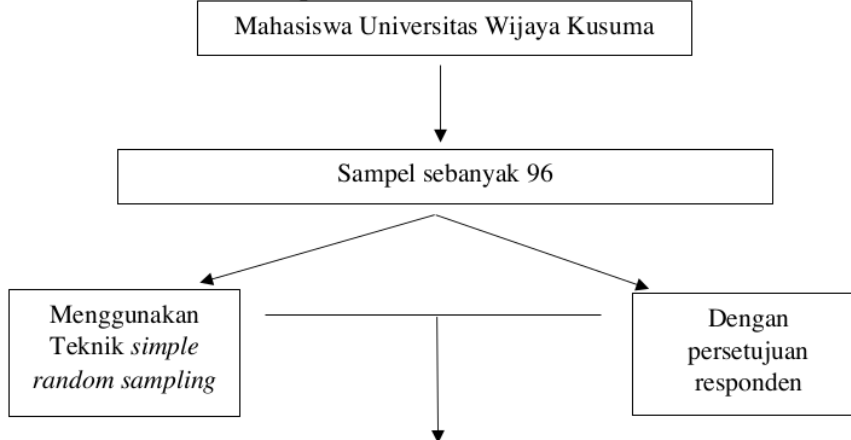 Mahasiswa Universitas Wijaya Kusuma
Sampel sebanyak 96
Menggunakan
Teknik simple
random sampling
Dengan
persetujuan
responden